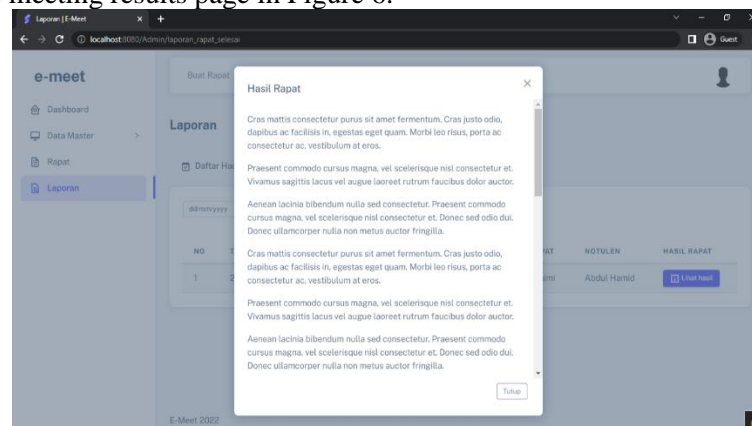 meeting results page in Figure 6.
Laporan | E-Meet
localhost:8080/Admin/laporan_rapat_selesai
Guest
e-meet
Buat Rapat
Dashboard
Data Master
Rapat
Laporan
Laporan
Daftar
dd/mm/yyyy
NO
NOTULEN
HASIL RAPAT
1
2
Abdul Hamid
Lihat hasil
Hasil Rapat
Cras mattis consectetur purus sit amet fermentum. Cras justo odio,
dapibus ac facilisis in, egestas eget quam. Morbi leo risus, porta ac
consectetur ac, vestibulum at eros.
Praesent commodo cursus magna, vel scelerisque nisl consectetur et.
Vivamus sagittis lacus vel augue laoreet rutrum faucibus dolor auctor.
Aenean lacinia bibendum nulla sed consectetur. Praesent commodo
cursus magna, vel scelerisque nisl consectetur et. Donec sed odio dui.
Donec ullamcorper nulla non metus auctor fringilla.
Cras mattis consectetur purus sit amet fermentum. Cras justo odio,
dapibus ac facilisis in, egestas eget quam. Morbi leo risus, porta ac
consectetur ac, vestibulum at eros.
Praesent commodo cursus magna, vel scelerisque nisl consectetur et.
Vivamus sagittis lacus vel augue laoreet rutrum faucibus dolor auctor.
Aenean lacinia bibendum nulla sed consectetur. Praesent commodo
cursus magna, vel scelerisque nisl consectetur et. Donec sed odio dui.
Donec ullamcorper nulla non metus auctor fringilla.
Tutup
E-Meet 2022